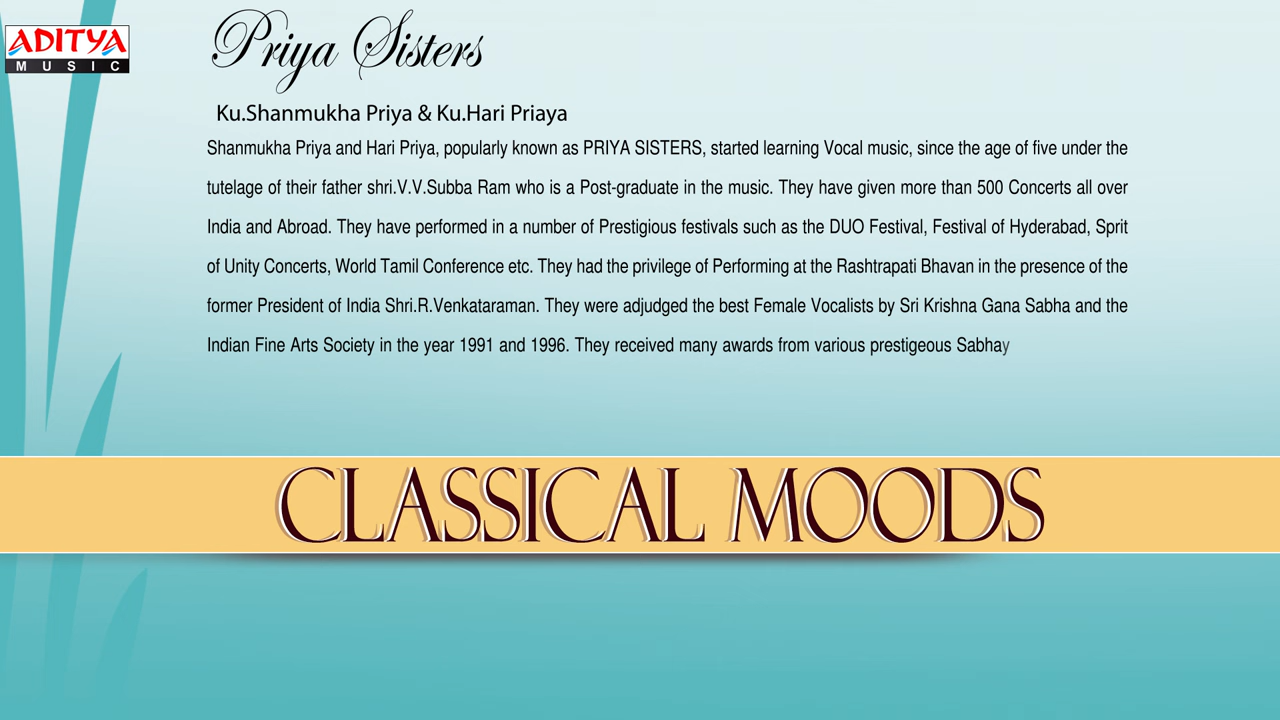 ADITYA
MUSIC
Priya Sisters
Ku.Shanmukha Priya & Ku.Hari Priaya
Shanmukha Priya and Hari Priya, popularly known as PRIYA SISTERS, started learning Vocal music, since the age of five under the
tutelage of their father shri.V.V.Subba Ram who is a Post-graduate in the music. They have given more than 500 Concerts all over
India and Abroad. They have performed in a number of Prestigious festivals such as the DUO Festival, Festival of Hyderabad, Sprit
of Unity Concerts, World Tamil Conference etc. They had the privilege of Performing at the Rashtrapati Bhavan in the presence of the
former President of India Shri.R.Venkataraman. They were adjudged the best Female Vocalists by Sri Krishna Gana Sabha and the
Indian Fine Arts Society in the year 1991 and 1996. They received many awards from various prestigeous Sabhay
CLASSICAL MOODS